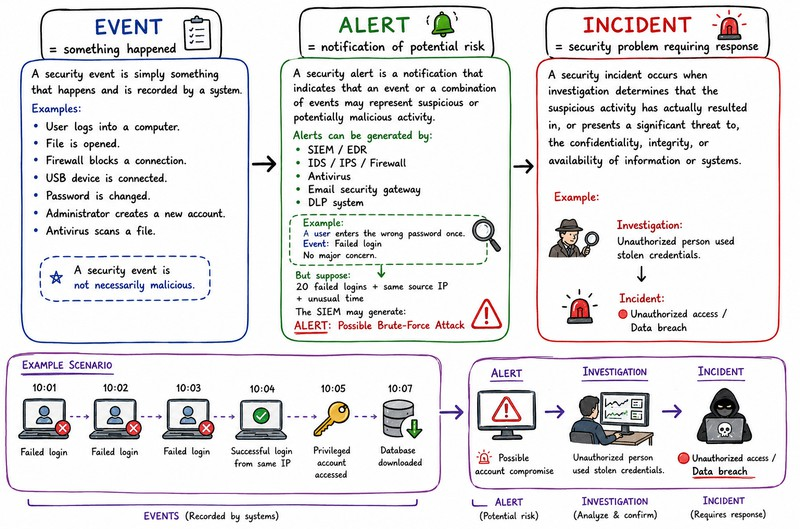 EVENT
= something happened
A security event is simply something
that happens and is recorded by a system.
Examples:
• User logs into a computer.
• File is opened.
• Firewall blocks a connection.
• USB device is connected.
• Password is changed.
• Administrator creates a new account.
• Antivirus scans a file.
A security event is
not necessarily malicious.
ALERT
= notification of potential risk
A security alert is a notification that
indicates that an event or a combination
of events may represent suspicious or
potentially malicious activity.
Alerts can be generated by:
• SIEM / EDR
• IDS / IPS / Firewall
• Antivirus
• Email security gateway
• DLP system
Example:
A user enters the wrong password once.
Event: Failed login
No major concern.
But suppose:
20 failed logins + same source IP
+ unusual time
The SIEM may generate:
ALERT: Possible Brute-Force Attack
INCIDENT
= security problem requiring response
A security incident occurs when
investigation determines that the
suspicious activity has actually resulted
in, or presents a significant threat to,
the confidentiality, integrity, or
availability of information or systems.
Example:
Investigation:
Unauthorized person used
stolen credentials.
Incident:
Unauthorized access /
Data breach
EXAMPLE SCENARIO
10:01
Failed login
10:02
Failed login
10:03
Failed login
10:04
Successful login
from same IP
10:05
Privileged
account
accessed
10:07
Database
downloaded
EVENTS (Recorded by systems)
ALERT
Possible
account compromise
INVESTIGATION
Unauthorized person
used stolen credentials.
INCIDENT
Unauthorized access /
Data breach
ALERT
(Potential risk)
INVESTIGATION
(Analyze & confirm)
INCIDENT
(Requires response)